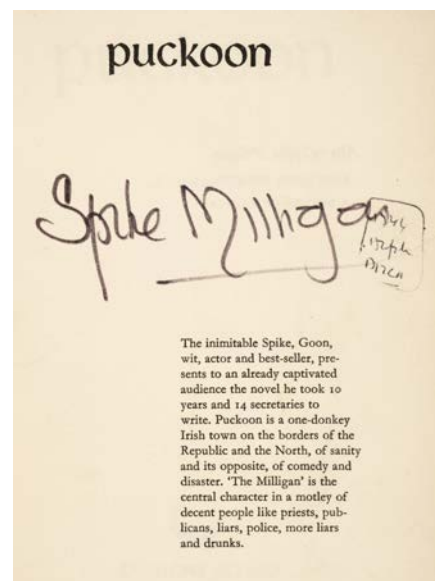 puckoon
Spike Milligan
The inimitable Spike, Goon,
wit, actor and best-seller, pre-
sents to an already captivated
audience the novel he took 10
years and 14 secretaries to
write. Puckoon is a one-donkey
Irish town on the borders of the
Republic and the North, of sanity
and its opposite, of comedy and
disaster. 'The Milligan' is the
central character in a motley of
decent people like priests, pub-
licans, liars, police, more liars
and drunks.